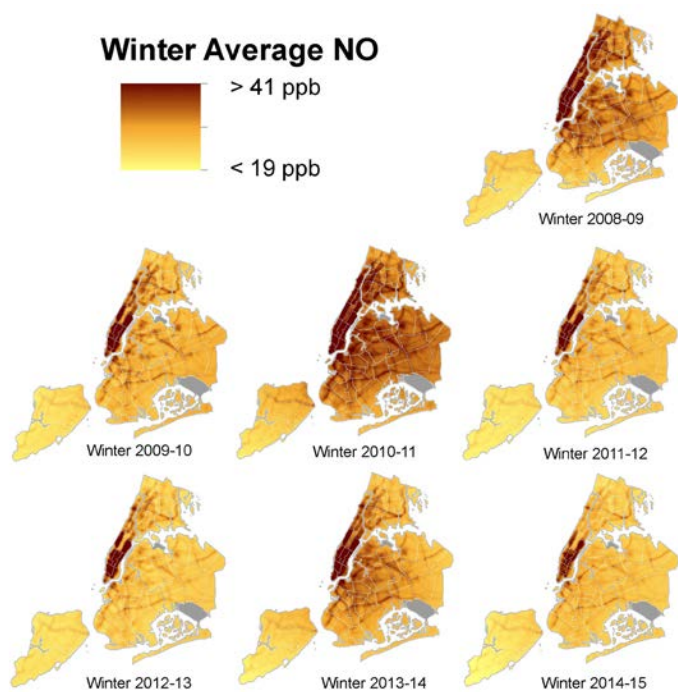 Winter Average NO
> 41 ppb
< 19 ppb
Winter 2008-09
Winter 2009-10
Winter 2010-11
Winter 2011-12
Winter 2012-13
Winter 2013-14
Winter 2014-15